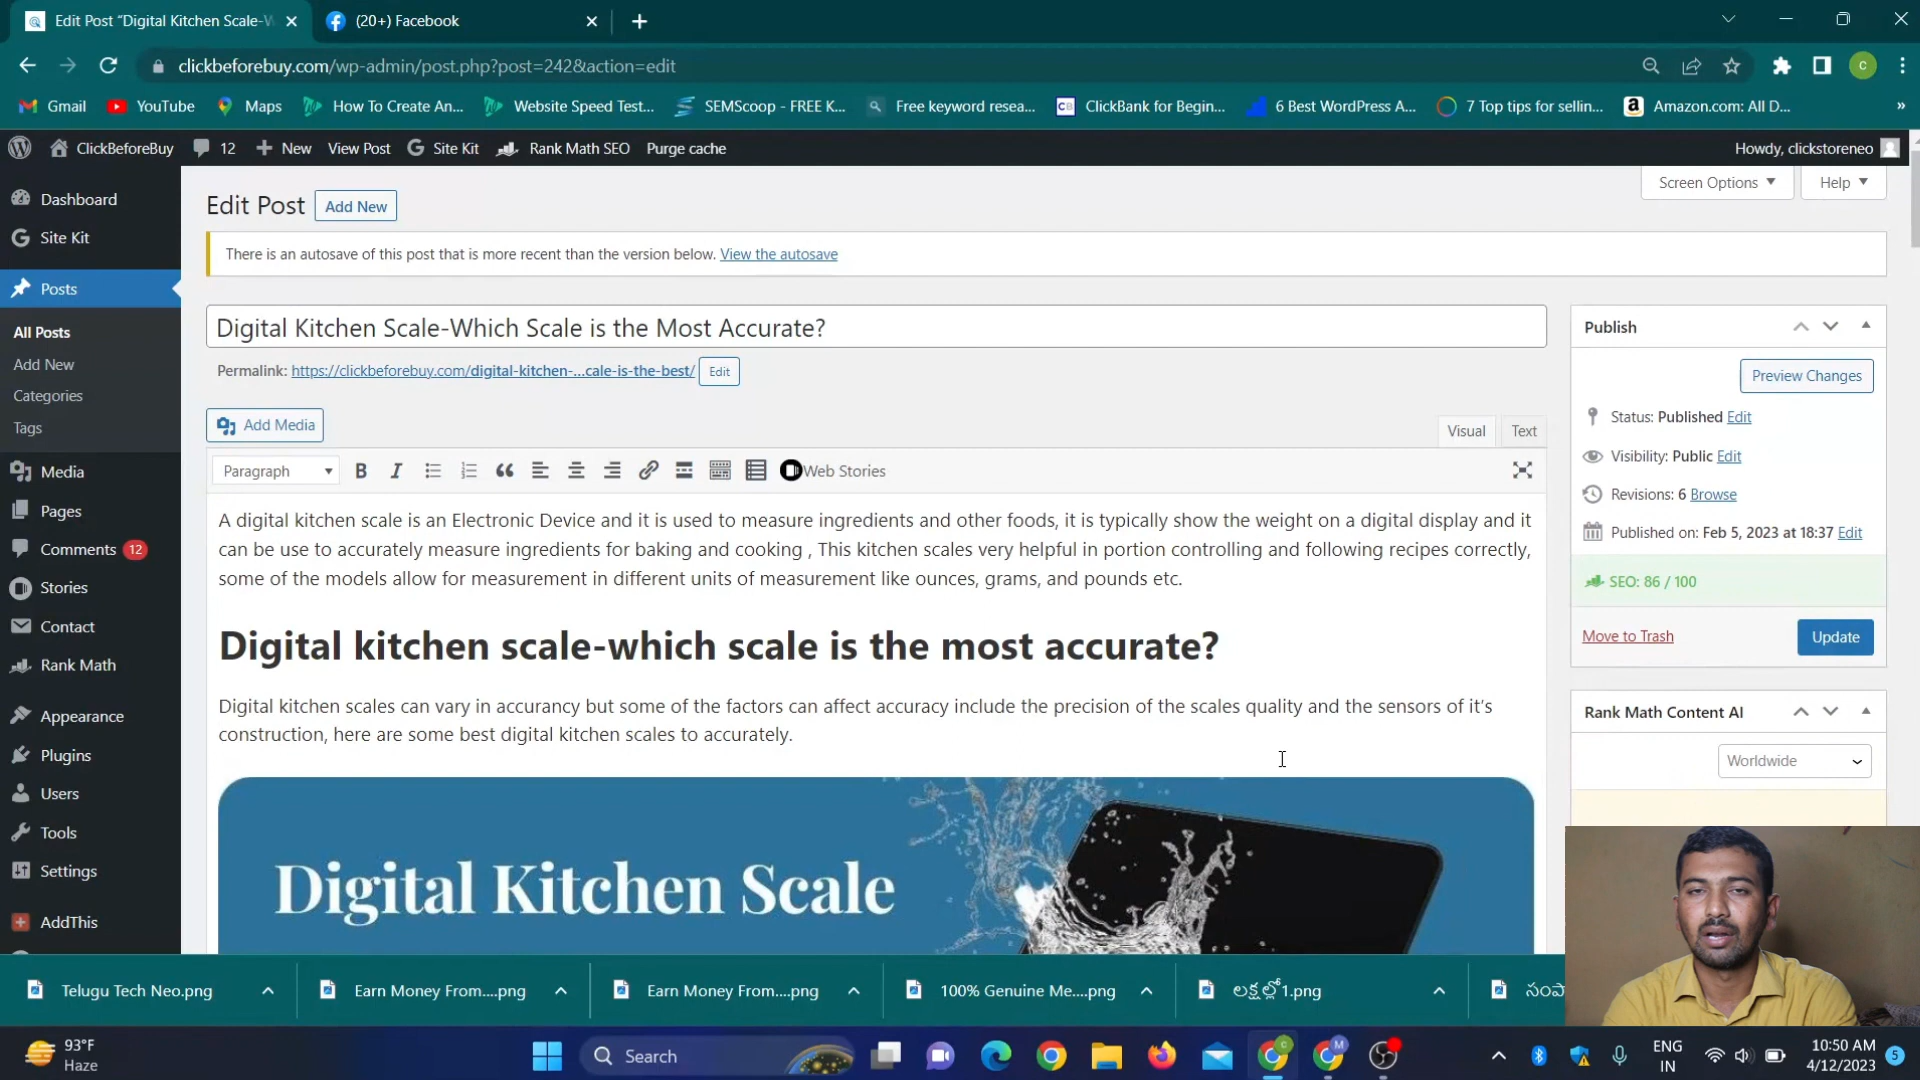 Edit Post “Digital Kitchen Scale-W
(20+) Facebook
clickbeforebuy.com/wp-admin/post.php?post=242&action=edit
C
Gmail
YouTube
Maps
How To Create An...
Website Speed Test...
SEMScoop - FREE K...
Free keyword resea...
CB
ClickBank for Begin...
6 Best WordPress A...
7 Top tips for sellin...
Amazon.com: All D...
»
ClickBeforeBuy
12
New
View Post
Site Kit
Rank Math SEO
Purge cache
Howdy, clickstoreneo
Dashboard
Site Kit
Posts
All Posts
Add New
Categories
Tags
Media
Pages
Comments 12
Stories
Contact
Rank Math
Appearance
Plugins
Users
Tools
Settings
AddThis
Edit Post
Add New
Screen Options
Help
There is an autosave of this post that is more recent than the version below. View the autosave
Digital Kitchen Scale-Which Scale is the Most Accurate?
Permalink: https://clickbeforebuy.com/digital-kitchen-...cale-is-the-best/ Edit
Add Media
Visual
Text
Paragraph
B
I
Web Stories
A digital kitchen scale is an Electronic Device and it is used to measure ingredients and other foods, it is typically show the weight on a digital display and it
can be use to accurately measure ingredients for baking and cooking , This kitchen scales very helpful in portion controlling and following recipes correctly,
some of the models allow for measurement in different units of measurement like ounces, grams, and pounds etc.
Digital kitchen scale-which scale is the most accurate?
Digital kitchen scales can vary in accurancy but some of the factors can affect accuracy include the precision of the scales quality and the sensors of it’s
construction, here are some best digital kitchen scales to accurately.
Digital Kitchen Scale
Publish
Preview Changes
Status: Published Edit
Visibility: Public Edit
Revisions: 6 Browse
Published on: Feb 5, 2023 at 18:37 Edit
SEO: 86 / 100
Move to Trash
Update
Rank Math Content AI
Worldwide
Telugu Tech Neo.png
Earn Money From....png
Earn Money From....png
100% Genuine Me....png
లక్షల్లో1.png
సంపా
93°F
Haze
Search
C
M
ENG
IN
10:50 AM
4/12/2023
5